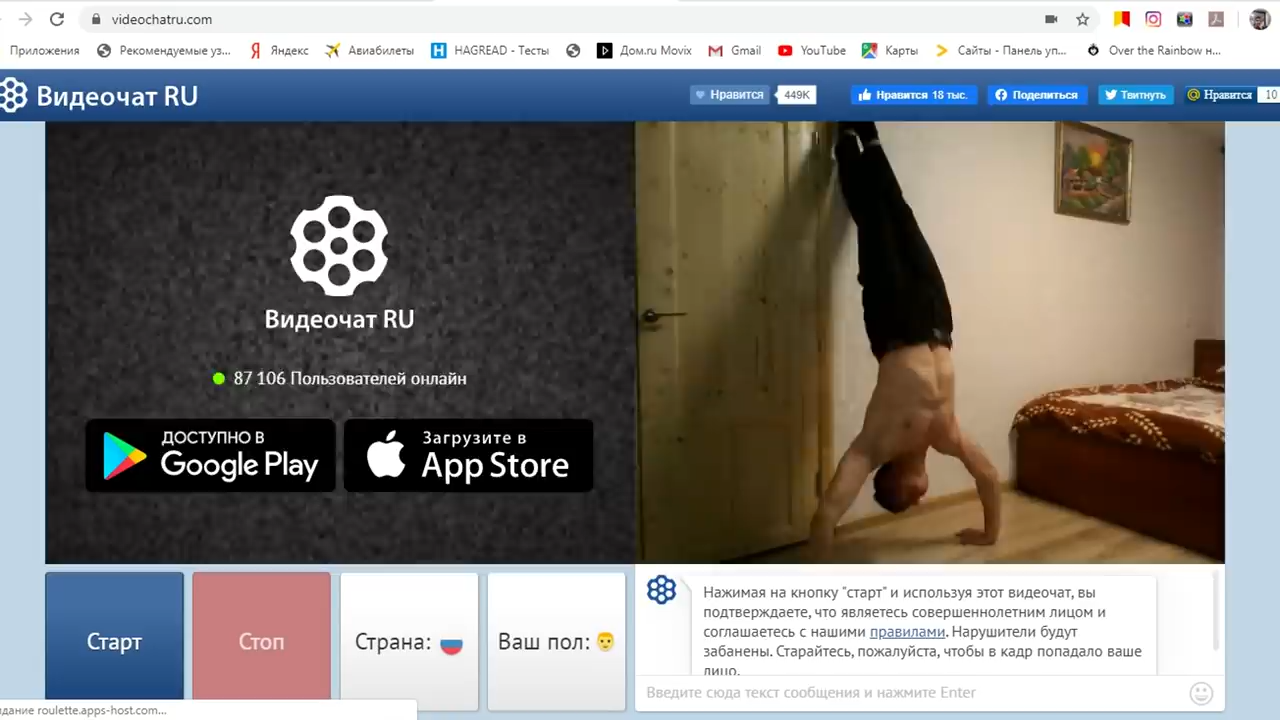 videochatru.com
Приложения
Рекомендуемые уз...
Яндекс
Авиабилеты
HAGREAD - Тесты
Дом.ru Movix
Gmail
YouTube
Карты
Сайты - Панель уп...
Over the Rainbow н...
Видеочат RU
Нравится
449K
Нравится 18 тыс.
Поделиться
Твитнуть
Нравится
10
Видеочат RU
87 106 Пользователей онлайн
ДОСТУПНО В
Google Play
Загрузите в
App Store
Старт
Стоп
Страна:
Ваш пол:
Нажимая на кнопку "старт" и используя этот видеочат, вы
подтверждаете, что являетесь совершеннолетним лицом и
соглашаетесь с нашими правилами. Нарушители будут
забанены. Старайтесь, пожалуйста, чтобы в кадр попадало ваше
лицо.
Введите сюда текст сообщения и нажмите Enter
идание roulette.apps-host.com...